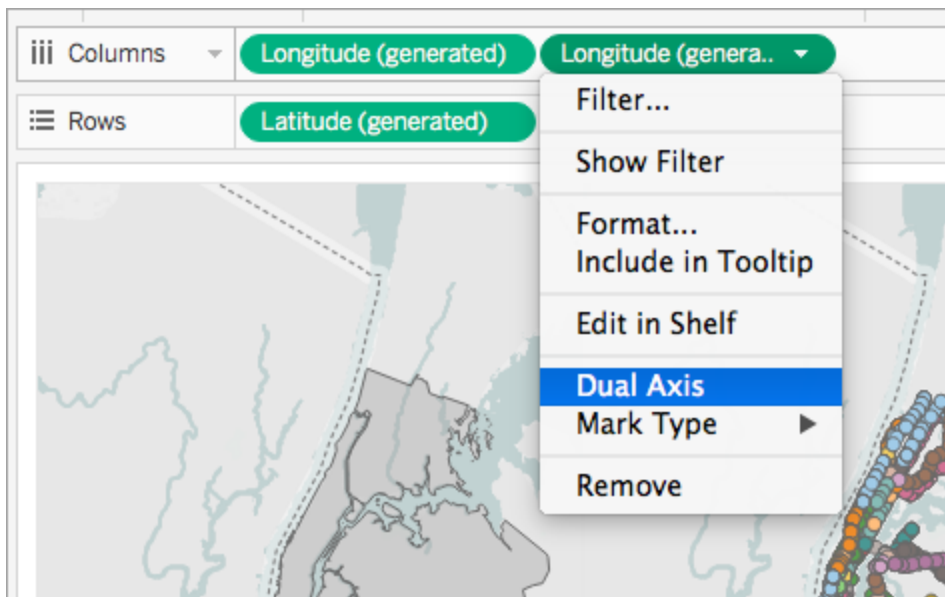 Columns
Longitude (generated)
Longitude (genera..
Rows
Latitude (generated)
Filter...
Show Filter
Format...
Include in Tooltip
Edit in Shelf
Dual Axis
Mark Type
Remove